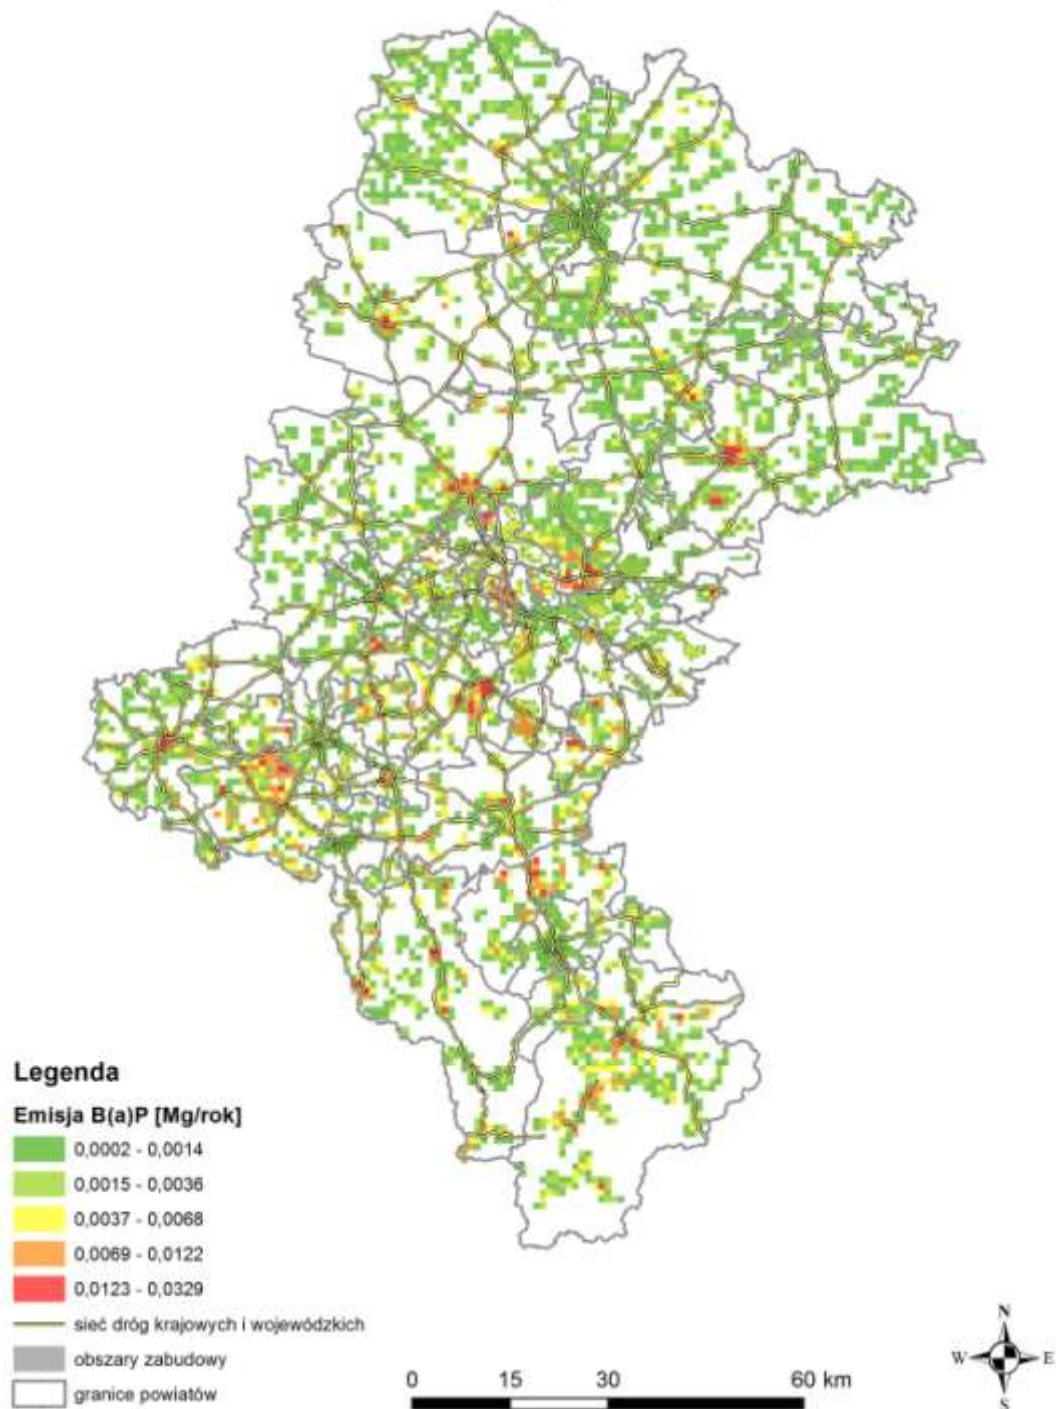 Legenda
Emisja B(a)P [Mg/rok]
0,0002 - 0,0014
0,0015 - 0,0036
0,0037 - 0,0068
0,0069 - 0,0122
0,0123 - 0,0329
sieć dróg krajowych i wojewódzkich
obszary zabudowy
granice powiatów
0 15 30 60 km
N
W E
S